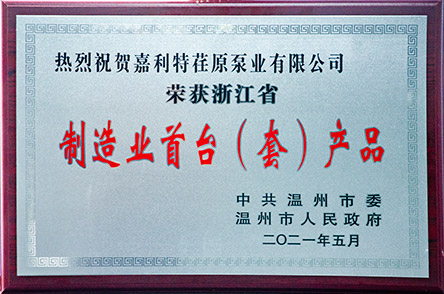 热烈祝贺嘉利特荏原泵业有限公司
荣获浙江省
制造业首台（套）产品
中共温州市委
温州市人民政府
二〇二一年五月